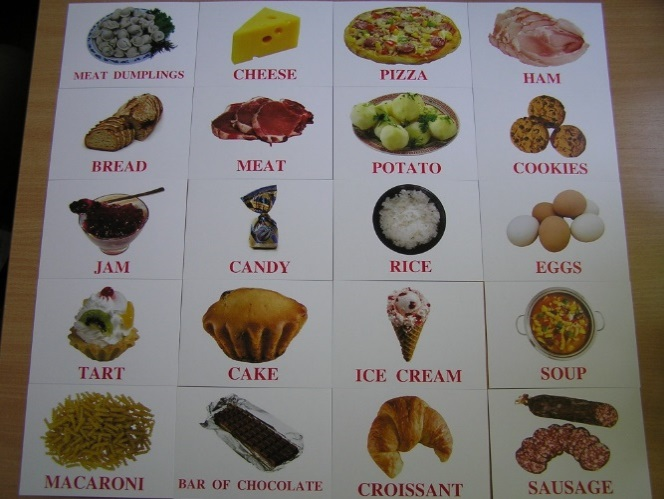 MEAT DUMPLINGS
CHEESE
PIZZA
HAM
BREAD
MEAT
POTATO
COOKIES
JAM
CANDY
RICE
EGGS
TART
CAKE
ICE CREAM
SOUP
MACARONI
BAR OF CHOCOLATE
CROISSANT
SAUSAGE